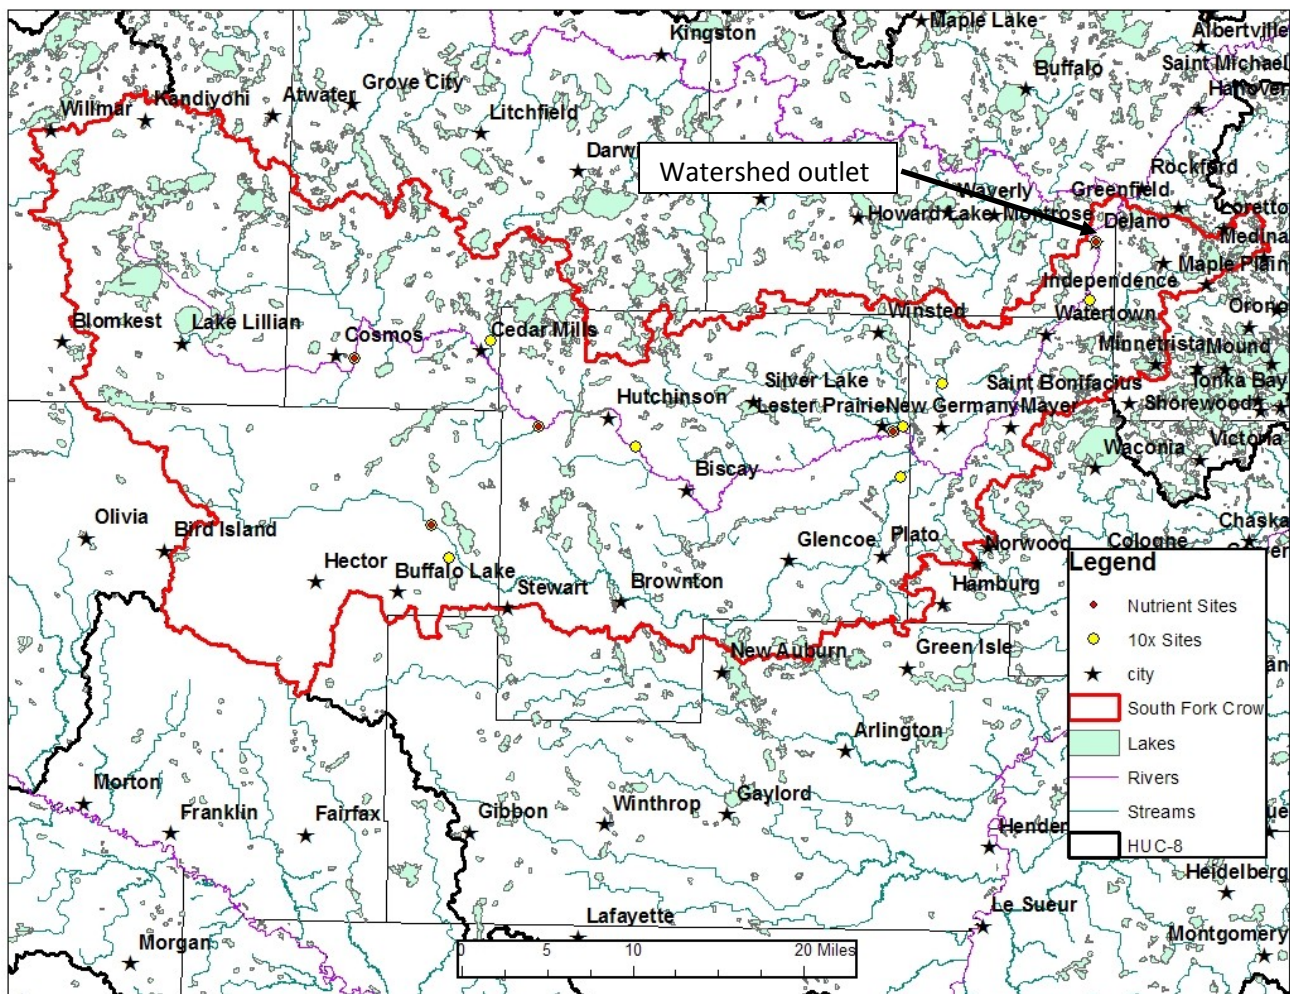 Maple Lake
Albertville
Kingston
Saint Michael
Buffalo
Hanover
Grove City
Willmar
Kandiyohi
Atwater
Litchfield
Darw
Watershed outlet
Rockford
Waverly
Greenfield
Howard Lake
Montrose
Loretto
Delano
Medina
Maple Plain
Independence
Orono
Blomkest
Lake Lillian
Cosmos
Cedar Mills
Winsted
Watertown
Minnetrista
Mound
Silver Lake
Saint Bonifacius
Tonka Bay
Hutchinson
Lester Prairie
New Germany
Mayer
Shorewood
Waconia
Victoria
Biscay
Olivia
Bird Island
Chaska
Glencoe
Plato
Norwood
Cologne
Hector
Buffalo Lake
Stewart
Brownton
Hamburg
Legend
Nutrient Sites
10x Sites
city
South Fork Crow
Lakes
Rivers
Streams
HUC-8
New Auburn
Green Isle
Arlington
Morton
Franklin
Fairfax
Gibbon
Winthrop
Gaylord
Hender
Heidelberg
Lafayette
Le Sueur
Morgan
Montgomery
0 5 10 20 Miles